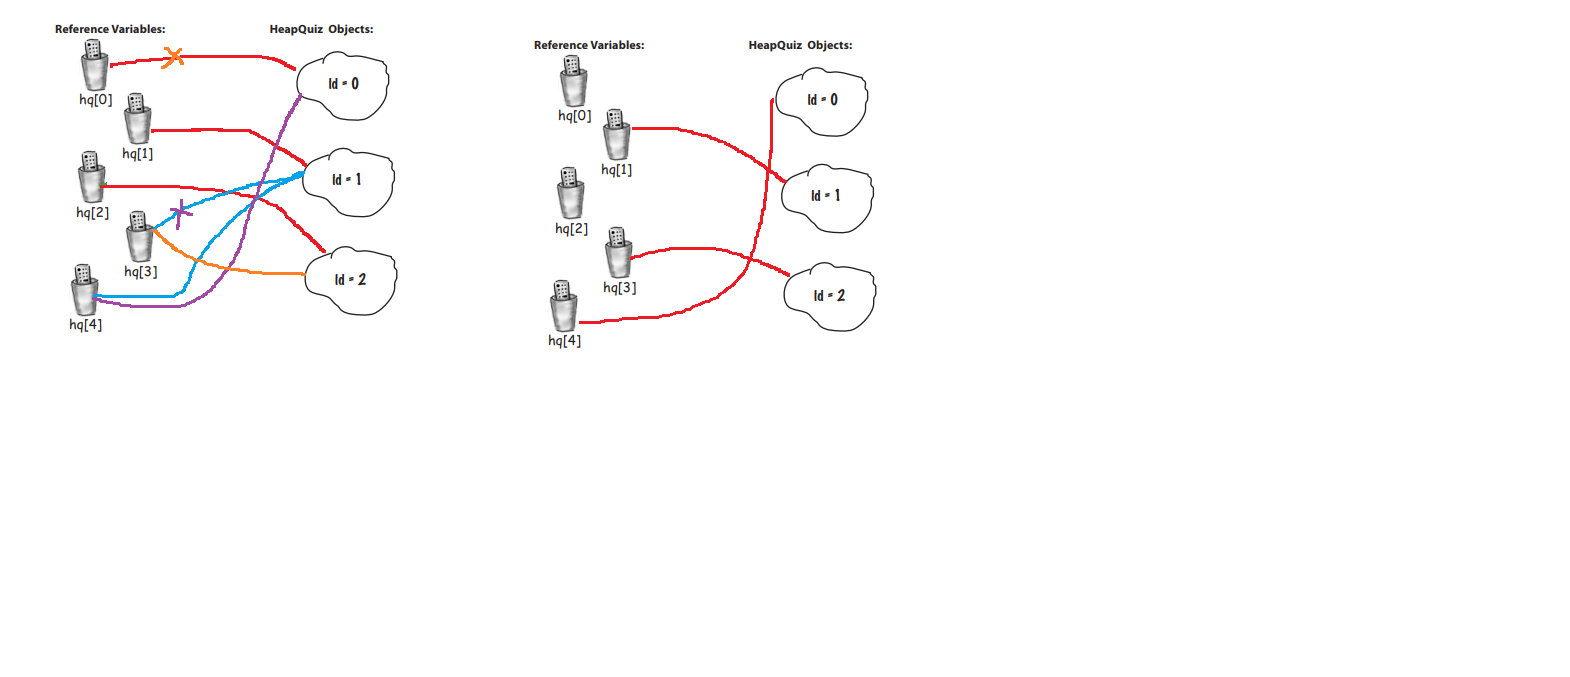 Reference Variables: HeapQuiz Objects:
hq[0]
Id = 0
hq[1]
hq[2]
Id = 1
hq[3]
Id = 2
hq[4]
Reference Variables: HeapQuiz Objects:
hq[0]
Id = 0
hq[1]
hq[2]
Id = 1
hq[3]
Id = 2
hq[4]